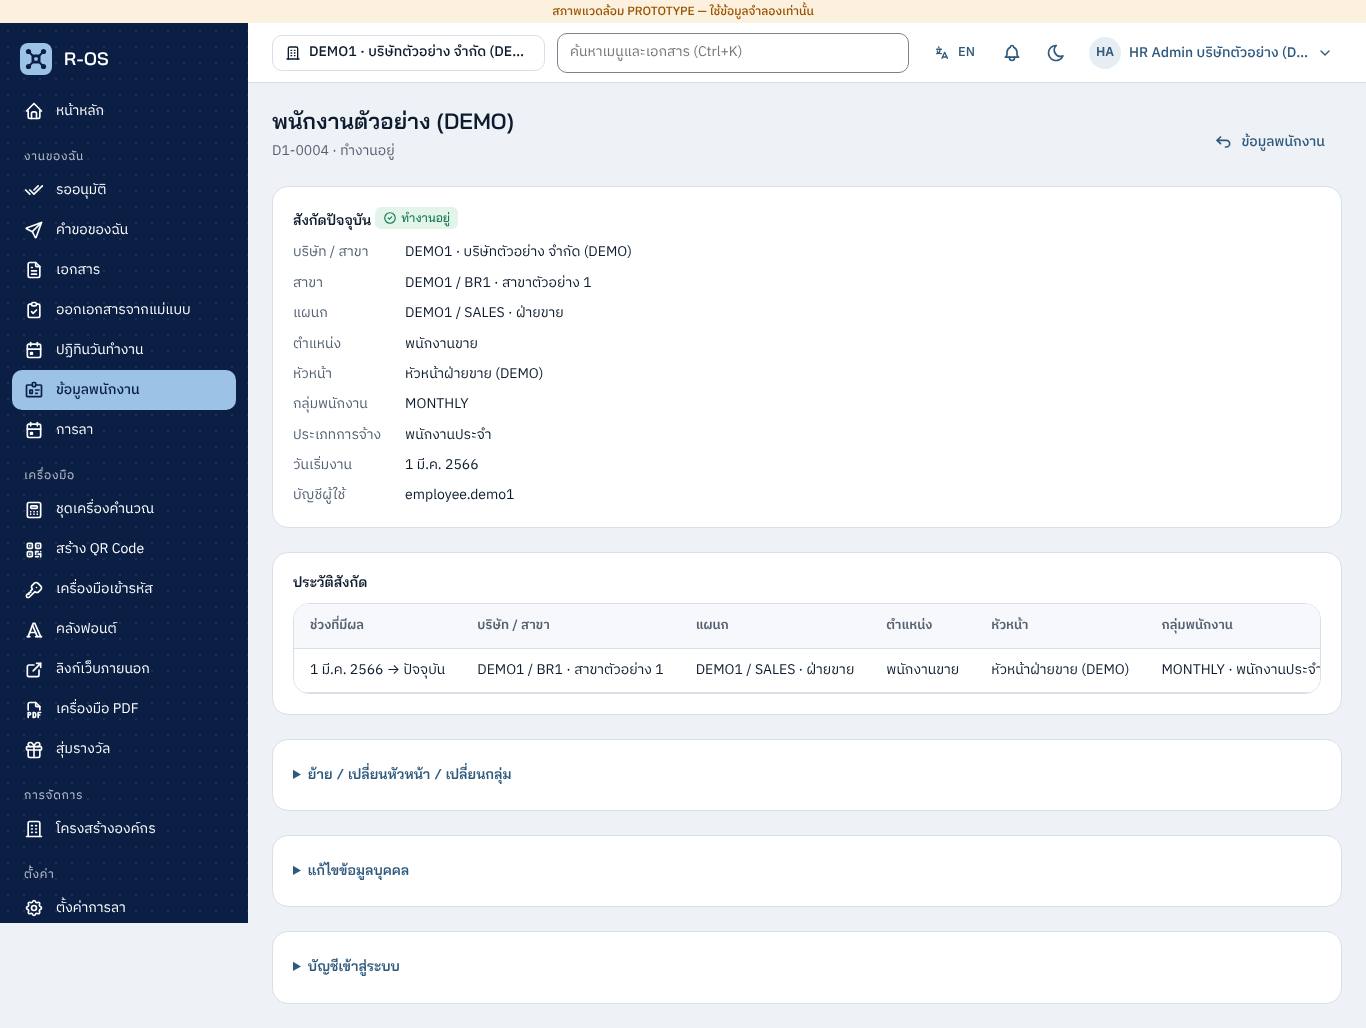 สภาพแวดล้อม PROTOTYPE — ใช้ข้อมูลจำลองเท่านั้น
R-OS
DEMO1 · บริษัทตัวอย่าง จำกัด (DE...
ค้นหาเมนูและเอกสาร (Ctrl+K)
EN
HA
HR Admin บริษัทตัวอย่าง (D...
หน้าหลัก
งานของฉัน
รออนุมัติ
คำขอของฉัน
เอกสาร
ออกเอกสารจากแม่แบบ
ปฏิทินวันทำงาน
ข้อมูลพนักงาน
การลา
เครื่องมือ
ชุดเครื่องคำนวณ
สร้าง QR Code
เครื่องมือเข้ารหัส
คลังฟอนต์
ลิงก์เว็บภายนอก
เครื่องมือ PDF
สุ่มรางวัล
การจัดการ
โครงสร้างองค์กร
ตั้งค่า
ตั้งค่าการลา
พนักงานตัวอย่าง (DEMO)
D1-0004 · ทำงานอยู่
ข้อมูลพนักงาน
สังกัดปัจจุบัน ทำงานอยู่
บริษัท / สาขา DEMO1 · บริษัทตัวอย่าง จำกัด (DEMO)
สาขา DEMO1 / BR1 · สาขาตัวอย่าง 1
แผนก DEMO1 / SALES · ฝ่ายขาย
ตำแหน่ง พนักงานขาย
หัวหน้า หัวหน้าฝ่ายขาย (DEMO)
กลุ่มพนักงาน MONTHLY
ประเภทการจ้าง พนักงานประจำ
วันเริ่มงาน 1 มี.ค. 2566
บัญชีผู้ใช้ employee.demo1
ประวัติสังกัด
ช่วงที่มีผล บริษัท / สาขา แผนก ตำแหน่ง หัวหน้า กลุ่มพนักงาน
1 มี.ค. 2566 → ปัจจุบัน DEMO1 / BR1 · สาขาตัวอย่าง 1 DEMO1 / SALES · ฝ่ายขาย พนักงานขาย หัวหน้าฝ่ายขาย (DEMO) MONTHLY · พนักงานประจำ
ย้าย / เปลี่ยนหัวหน้า / เปลี่ยนกลุ่ม
แก้ไขข้อมูลบุคคล
บัญชีเข้าสู่ระบบ